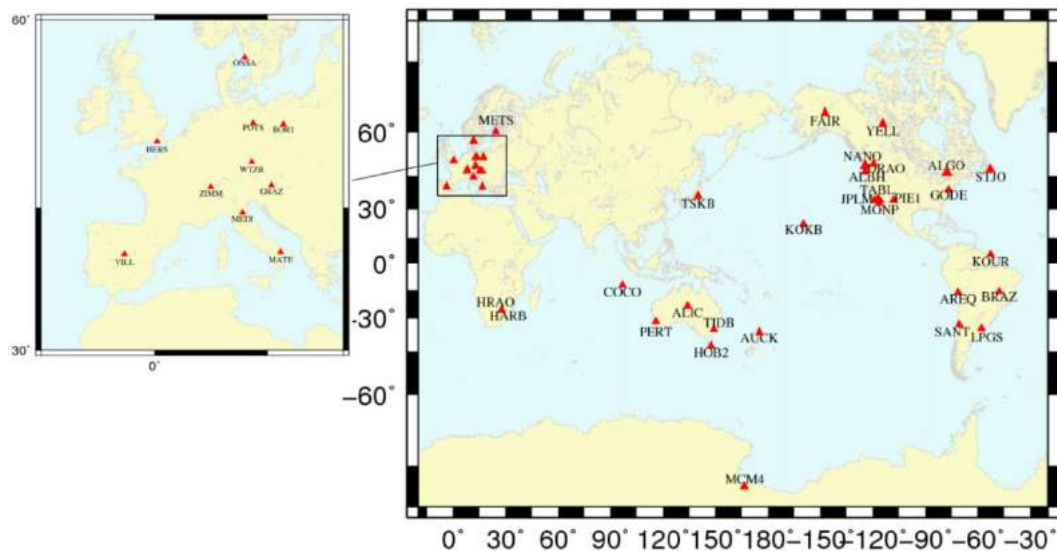 60°
ONSA
POTS
BOR1
HERS
WTZR
ZIMM
GRAZ
MEDI
VILL
MATE
30°
0°
METS
FAIR
YELL
60°
NANO
DRAO
ALBH
ALGO
STJO
TABL
JPLM
PIE1
GODE
MONP
TSKB
30°
KOKB
0°
KOUR
COCO
HRAO
HARB
ALIC
AREQ
BRAZ
-30°
PERT
TIDB
AUCK
SANT
LPGS
HOB2
-60°
MCM4
0° 30° 60° 90° 120° 150° 180° -150° -120° -90° -60° -30°